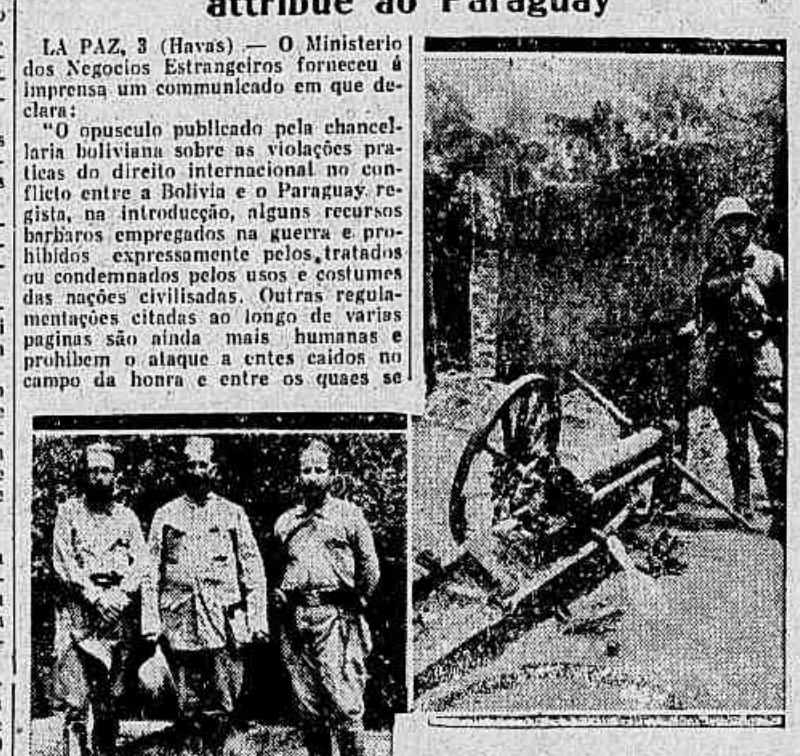 attribue ao Paraguay
LA PAZ, 3 (Havas) — O Ministerio
dos Negocios Estrangeiros forneceu á
imprensa um communicado em que de-
clara:
"O opusculo publicado pela chancel-
laria boliviana sobre as violações pra-
ticas do direito internacional no con-
flicto entre a Bolivia e o Paraguay, re-
gista, na introducção, alguns recursos
barbaros empregados na guerra e pro-
hibidos expressamente pelos tratados
ou condemnados pelos usos e costumes
das nações civilisadas. Outras regula-
mentações citadas ao longo de varias
paginas são ainda mais humanas e
prohibem o ataque a entes caidos no
campo da honra e entre os quaes se